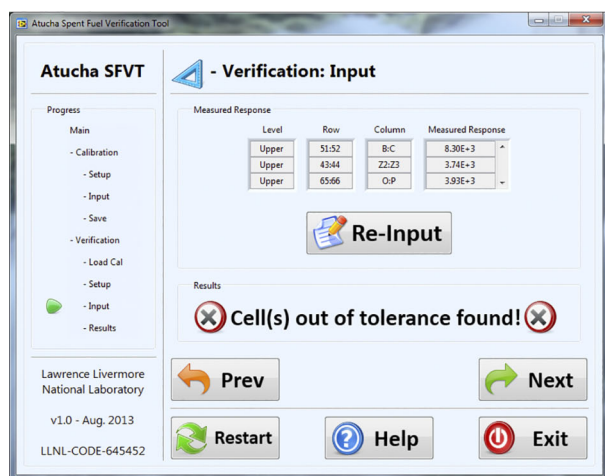 Atucha Spent Fuel Verification Tool
Atucha SFVT
- Verification: Input
Progress
Main
- Calibration
- Setup
- Input
- Save
- Verification
- Load Cal
- Setup
- Input
- Results
Measured Response
Level Row Column Measured Response
Upper 51:52 B:C 8.30E+3
Upper 43:44 Z2:Z3 3.74E+3
Upper 65:66 O:P 3.93E+3
Re-Input
Results
Cell(s) out of tolerance found!
Prev
Next
Lawrence Livermore
National Laboratory
v1.0 - Aug. 2013
LLNL-CODE-645452
Restart
Help
Exit